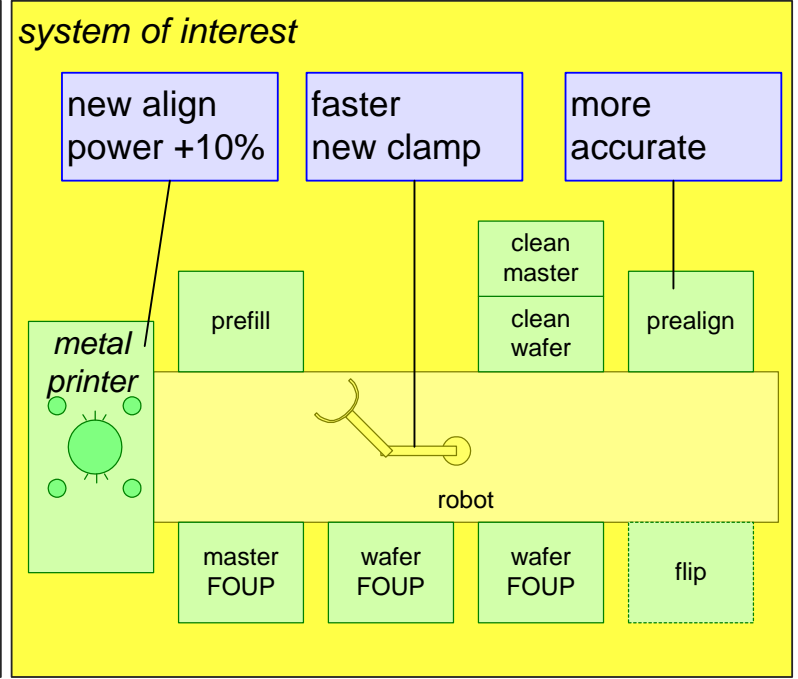 system of interest
new align
power +10%
faster
new clamp
more
accurate
clean
master
prefill
clean
wafer
prealign
metal
printer
robot
master
FOUP
wafer
FOUP
wafer
FOUP
flip